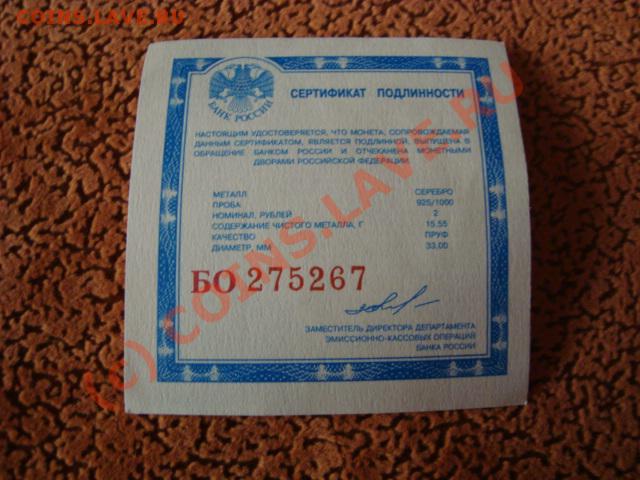 COINS.LAVE.RU
БАНК РОССИИ
СЕРТИФИКАТ ПОДЛИННОСТИ
НАСТОЯЩИМ УДОСТОВЕРЯЕТСЯ, ЧТО МОНЕТА, СОПРОВОЖДАЕМАЯ
ДАННЫМ СЕРТИФИКАТОМ, ЯВЛЯЕТСЯ ПОДЛИННОЙ, ВЫПУЩЕНА В
ОБРАЩЕНИЕ БАНКОМ РОССИИ И ОТЧЕКАНЕНА МОНЕТНЫМИ
ДВОРАМИ РОССИЙСКОЙ ФЕДЕРАЦИИ
МЕТАЛЛ СЕРЕБРО
ПРОБА 925/1000
НОМИНАЛ, РУБЛЕЙ 2
СОДЕРЖАНИЕ ЧИСТОГО МЕТАЛЛА, Г 15.55
КАЧЕСТВО ПРУФ
ДИАМЕТР, ММ 33,00
БО 275267
ЗАМЕСТИТЕЛЬ ДИРЕКТОРА ДЕПАРТАМЕНТА
ЭМИССИОННО-КАССОВЫХ ОПЕРАЦИЙ
БАНКА РОССИИ
(c) COINS.LAVE.RU
COINS.LAVE.RU